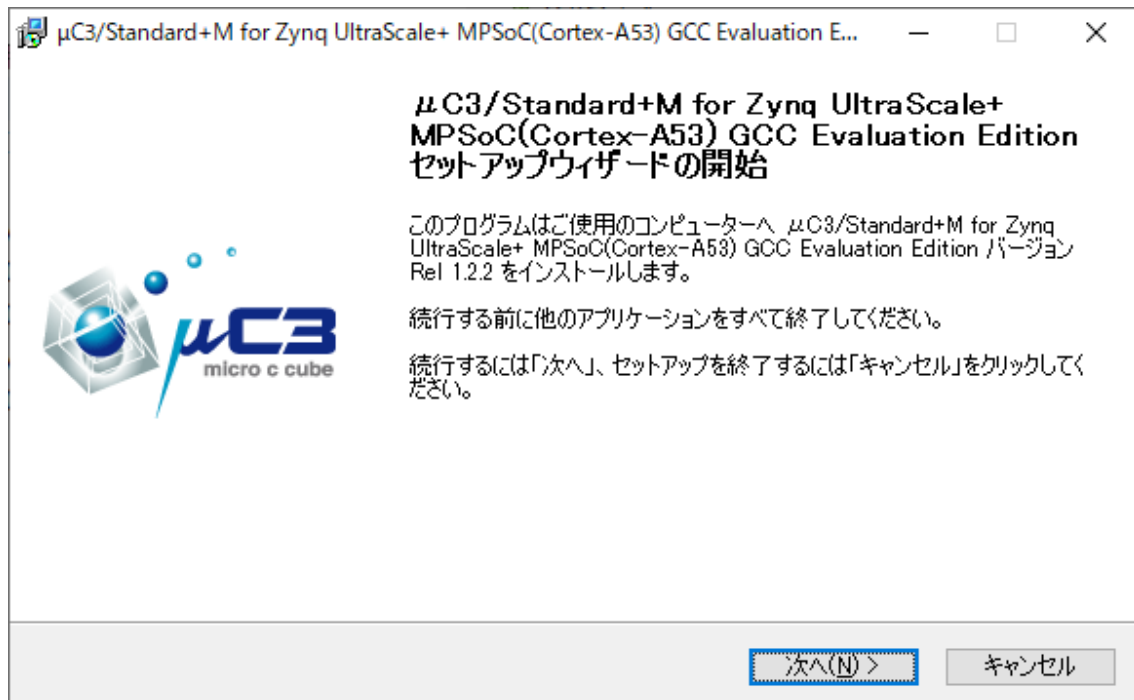 µC3/Standard+M for Zynq UltraScale+ MPSoC(Cortex-A53) GCC Evaluation E...
μC3/Standard+M for Zynq UltraScale+
MPSoC(Cortex-A53) GCC Evaluation Edition
セットアップウィザードの開始
このプログラムはご使用のコンピューターへ μC3/Standard+M for Zynq
UltraScale+ MPSoC(Cortex-A53) GCC Evaluation Edition バージョン
Rel 1.2.2 をインストールします。
続行する前に他のアプリケーションをすべて終了してください。
続行するには「次へ」、セットアップを終了するには「キャンセル」をクリックしてく
ださい。
μC3
micro c cube
次へ(N) >
キャンセル